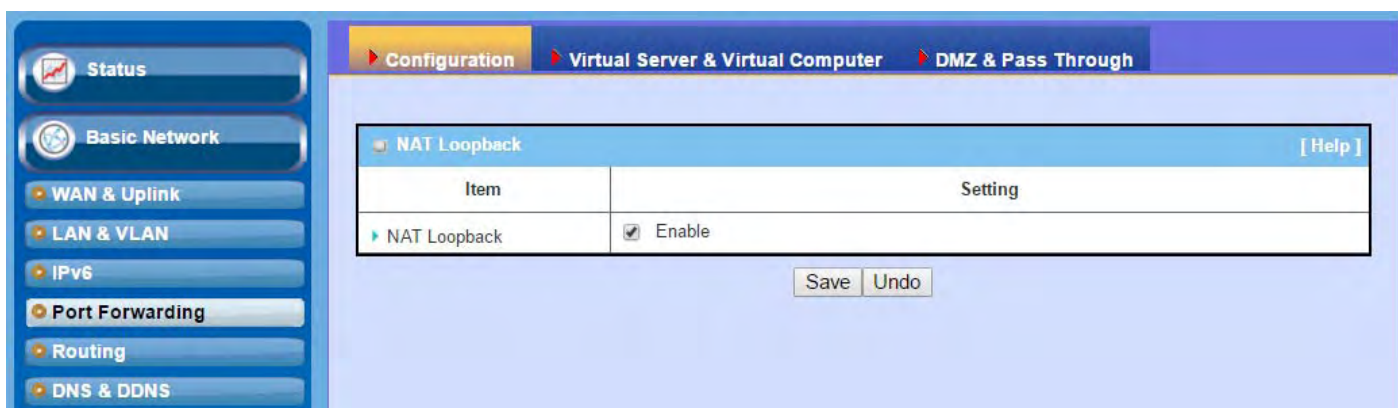 Status
Basic Network
WAN & Uplink
LAN & VLAN
IPv6
Port Forwarding
Routing
DNS & DDNS
Configuration Virtual Server & Virtual Computer DMZ & Pass Through
NAT Loopback [ Help ]
Item Setting
NAT Loopback Enable
Save Undo